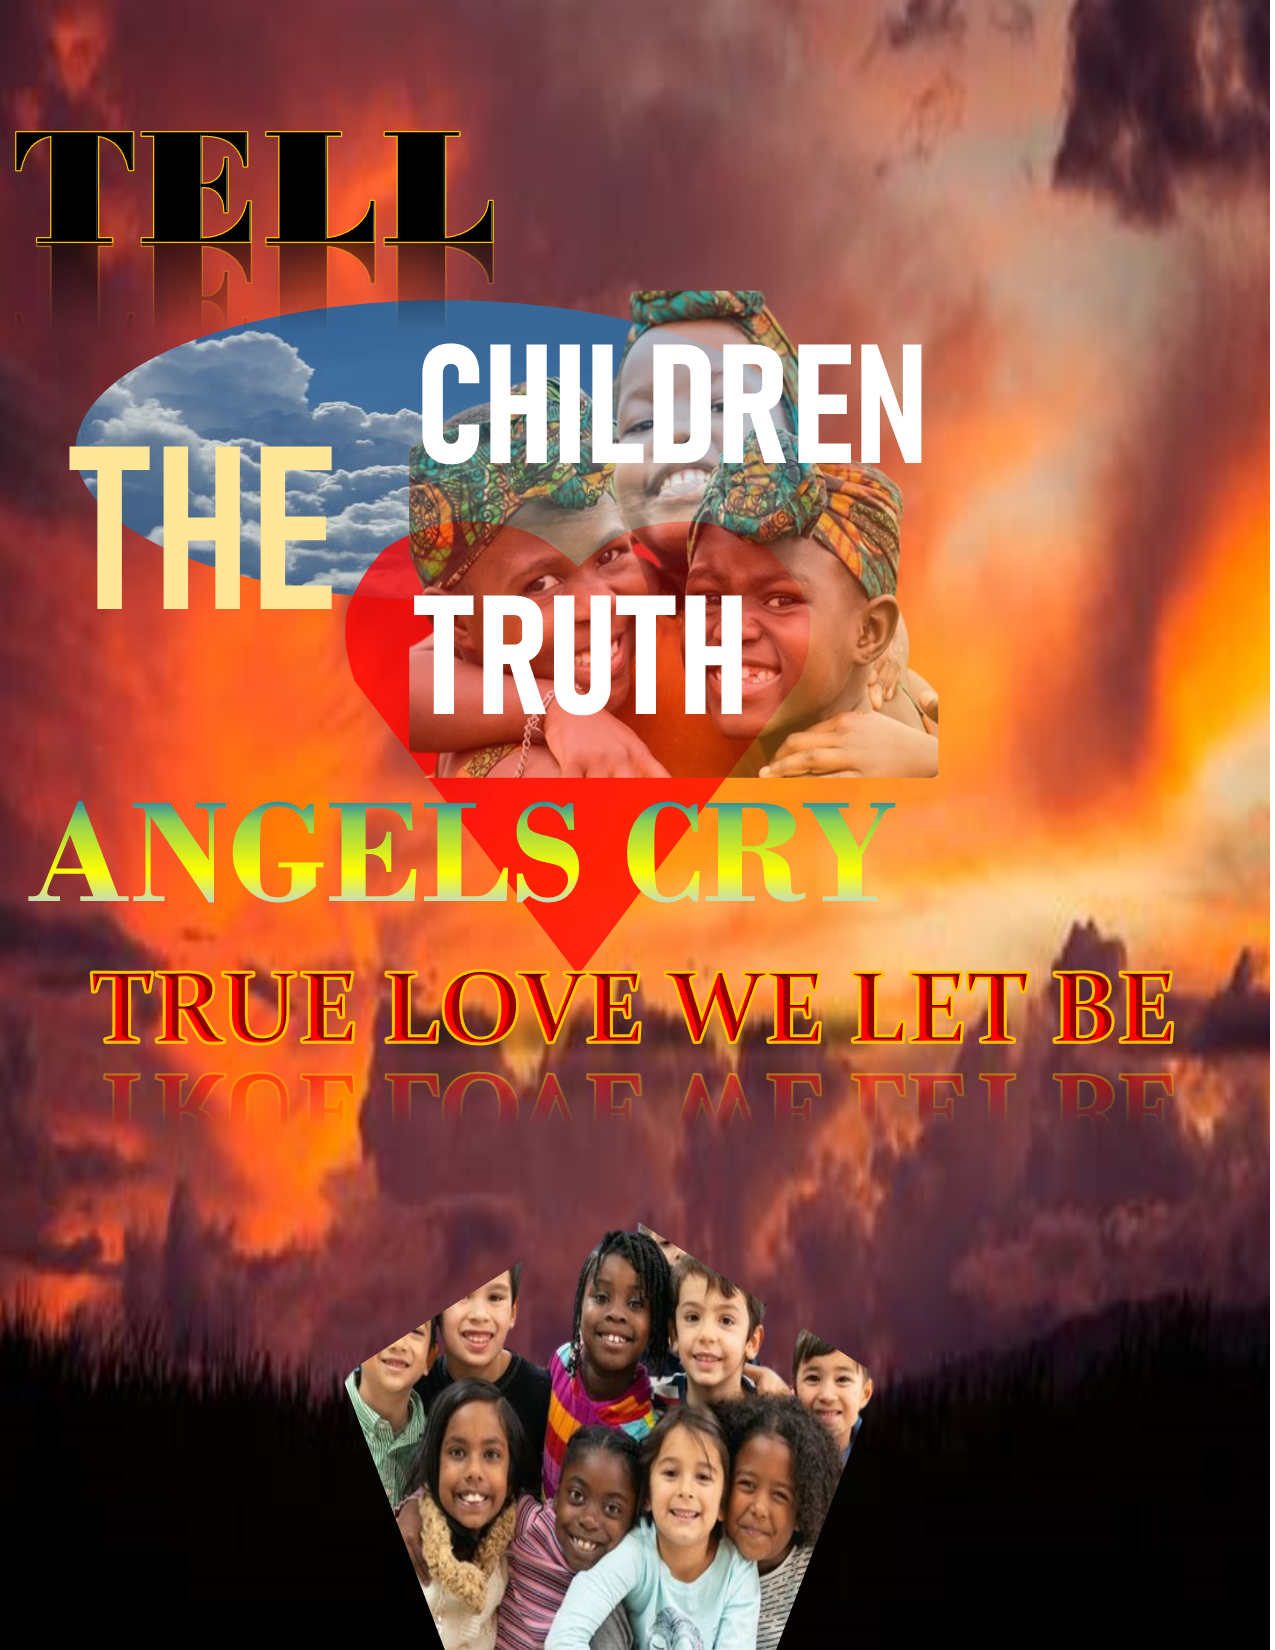 TELL
THE
CHILDREN
TRUTH
ANGELS CRY
TRUE LOVE WE LET BE